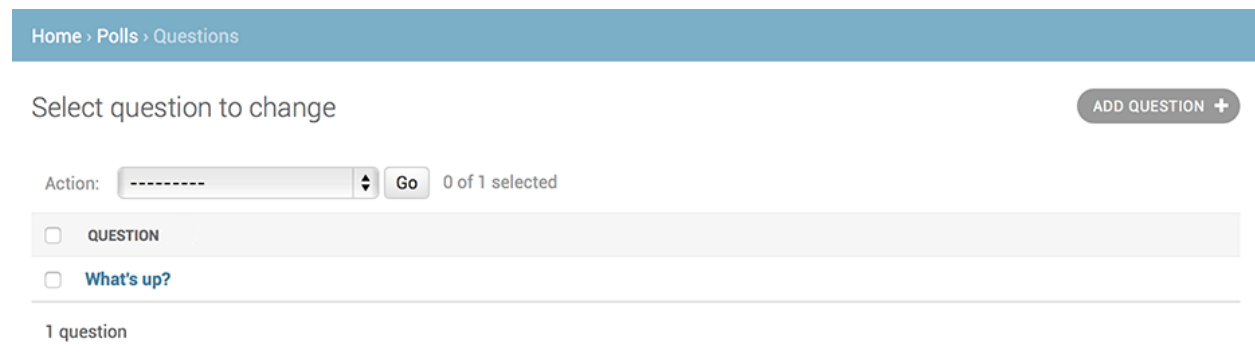 Home › Polls › Questions
Select question to change
ADD QUESTION +
Action: --------- Go 0 of 1 selected
QUESTION
What's up?
1 question